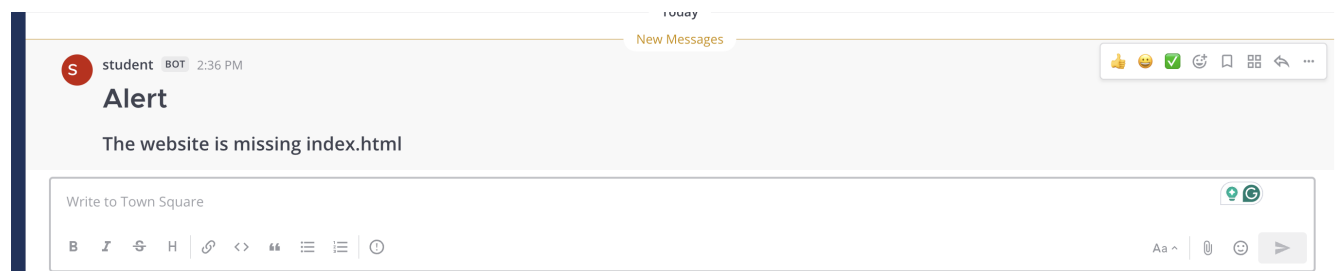 Today
New Messages
S
student BOT 2:36 PM
Alert
The website is missing index.html
Write to Town Square
B I S H
Aa